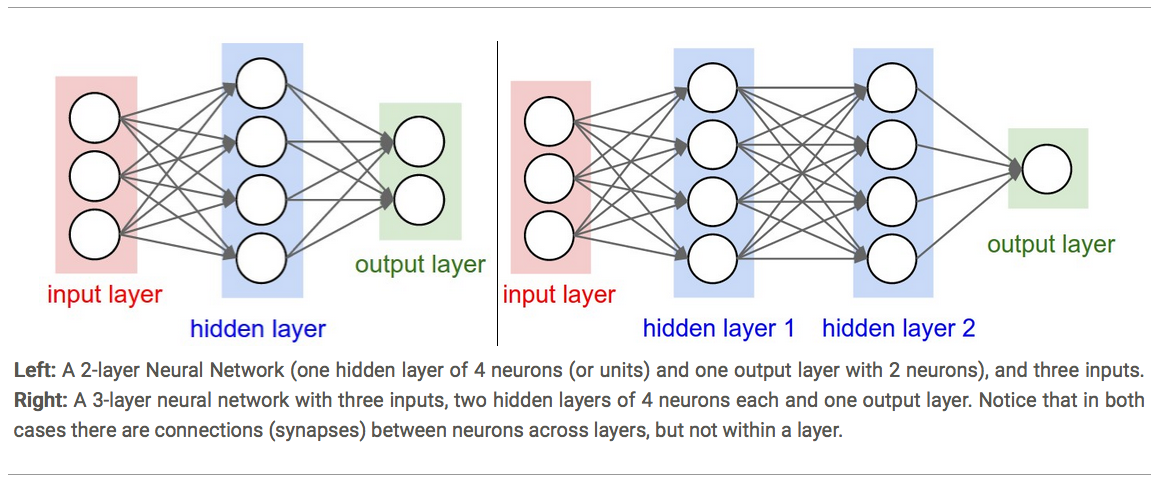 input layer
hidden layer
output layer
input layer
hidden layer 1
hidden layer 2
output layer
Left: A 2-layer Neural Network (one hidden layer of 4 neurons (or units) and one output layer with 2 neurons), and three inputs.
Right: A 3-layer neural network with three inputs, two hidden layers of 4 neurons each and one output layer. Notice that in both
cases there are connections (synapses) between neurons across layers, but not within a layer.